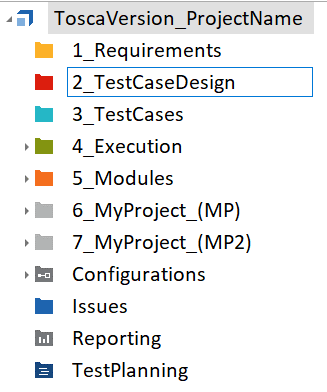 ToscaVersion_ProjectName
1_Requirements
2_TestCaseDesign
3_TestCases
4_Execution
5_Modules
6_MyProject_(MP)
7_MyProject_(MP2)
Configurations
Issues
Reporting
TestPlanning